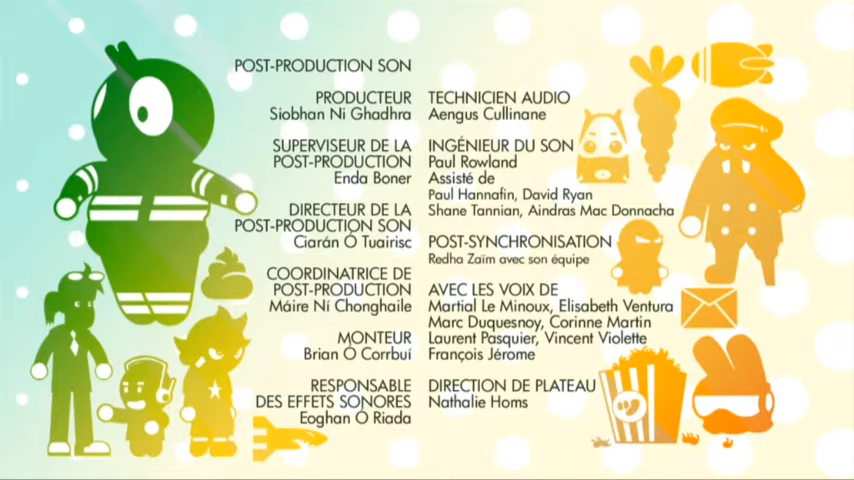 POST-PRODUCTION SON
PRODUCTEUR
Siobhan Ni Ghadhra
SUPERVISEUR DE LA
POST-PRODUCTION
Enda Boner
DIRECTEUR DE LA
POST-PRODUCTION SON
Ciarán Ó Tuairisc
COORDINATRICE DE
POST-PRODUCTION
Máire Ní Chonghaile
MONTEUR
Brian Ó Corrbuí
RESPONSABLE
DES EFFETS SONORES
Eoghan Ó Riada
TECHNICIEN AUDIO
Aengus Cullinane
INGÉNIEUR DU SON
Paul Rowland
Assisté de
Paul Hannafin, David Ryan
Shane Tannian, Aindras Mac Donnacha
POST-SYNCHRONISATION
Redha Zaïm avec son équipe
AVEC LES VOIX DE
Martial Le Minoux, Elisabeth Ventura
Marc Duquesnoy, Corinne Martin
Laurent Pasquier, Vincent Violette
François Jérome
DIRECTION DE PLATEAU
Nathalie Homs